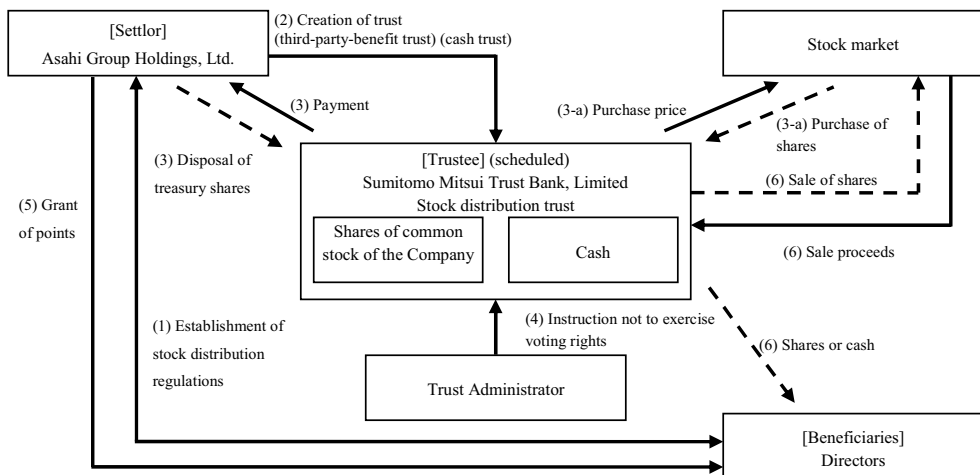 [Settlor]
Asahi Group Holdings, Ltd.
(2) Creation of trust
(third-party-benefit trust) (cash trust)
Stock market
(3) Payment
(3-a) Purchase price
(3-a) Purchase of
shares
(3) Disposal of
treasury shares
[Trustee] (scheduled)
Sumitomo Mitsui Trust Bank, Limited
Stock distribution trust
Shares of common
stock of the Company
Cash
(6) Sale of shares
(5) Grant
of points
(6) Sale proceeds
(1) Establishment of
stock distribution
regulations
(4) Instruction not to exercise
voting rights
(6) Shares or cash
Trust Administrator
[Beneficiaries]
Directors